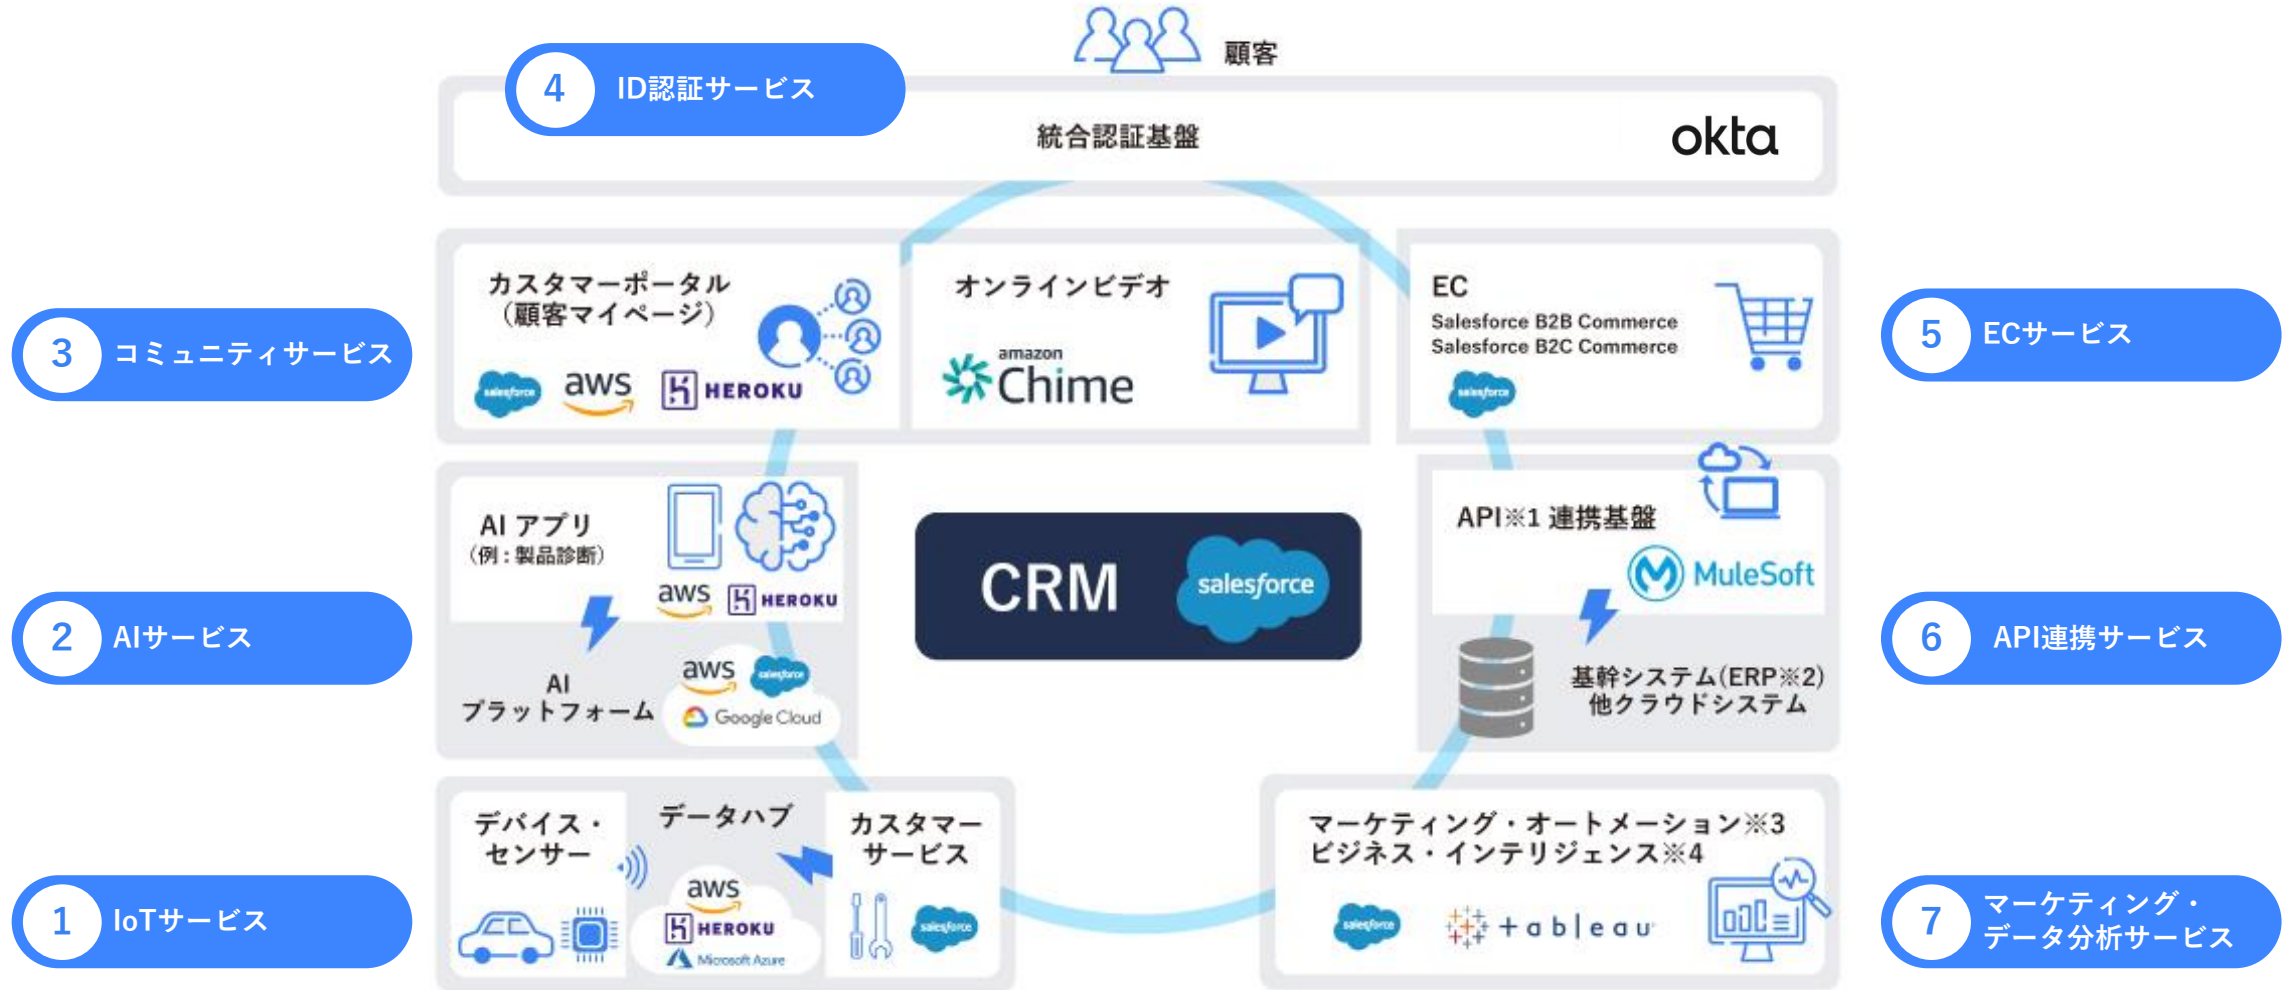 顧客
4
ID認証サービス
統合認証基盤
okta
3
コミュニティサービス
カスタマーポータル
（顧客マイページ）
salesforce
aws
HEROKU
オンラインビデオ
amazon
Chime
EC
Salesforce B2B Commerce
Salesforce B2C Commerce
salesforce
5
ECサービス
2
AIサービス
AI アプリ
（例：製品診断）
aws
HEROKU
AI
プラットフォーム
aws
salesforce
Google Cloud
CRM
salesforce
API※1 連携基盤
MuleSoft
基幹システム(ERP※2)
他クラウドシステム
6
API連携サービス
1
IoTサービス
デバイス・
センサー
データハブ
aws
HEROKU
Microsoft Azure
カスタマー
サービス
salesforce
マーケティング・オートメーション※3
ビジネス・インテリジェンス※4
salesforce
+ableau
7
マーケティング・
データ分析サービス